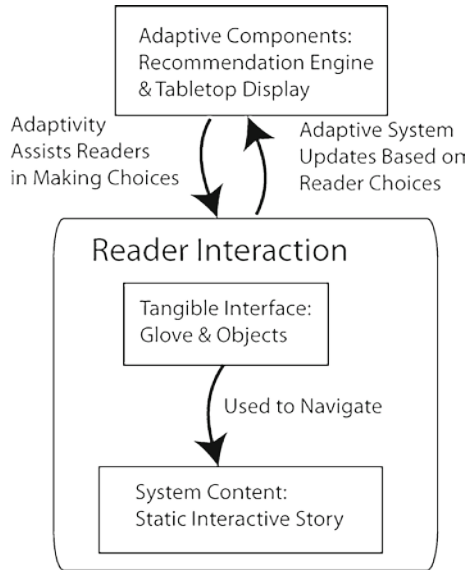 Adaptive Components:
Recommendation Engine
& Tabletop Display
Adaptivity
Assists Readers
in Making Choices
Adaptive System
Updates Based on
Reader Choices
Reader Interaction
Tangible Interface:
Glove & Objects
Used to Navigate
System Content:
Static Interactive Story